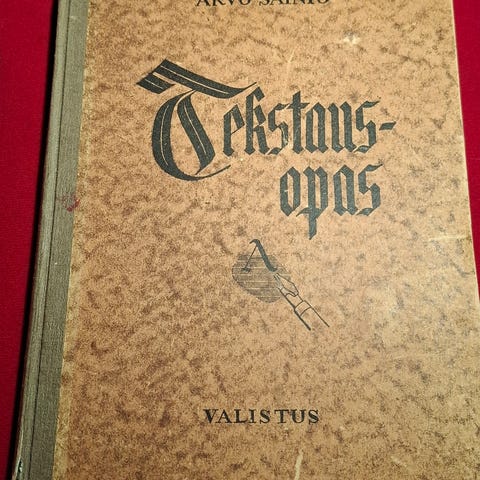 ARVO SAINIO
Tekstaus-
opas
A
VALISTUS